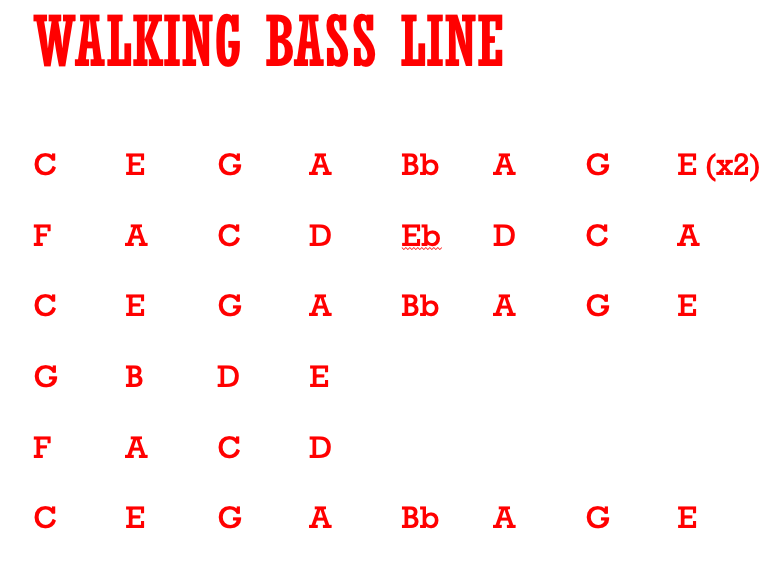 WALKING BASS LINE
C E G A Bb A G E (x2)
F A C D Eb D C A
C E G A Bb A G E
G B D E
F A C D
C E G A Bb A G E